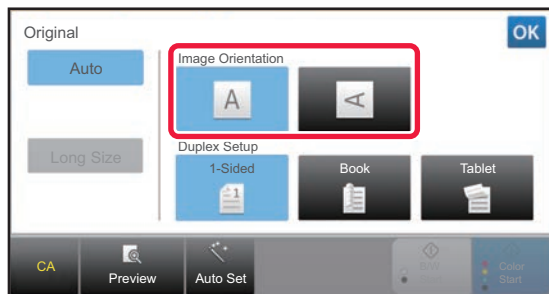 Original
OK
Auto
Image Orientation
A
A
Long Size
Duplex Setup
1-Sided
1
Book
Tablet
CA
Preview
Auto Set
B/W
Start
Color
Start